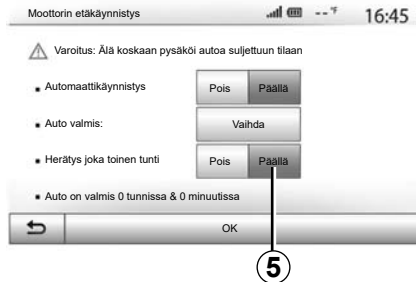 Moottorin etäkäynnistys
--°F 16:45
Varoitus: Älä koskaan pysäköi autoa suljettuun tilaan
Automaattikäynnistys Pois Päällä
Auto valmis: Vaihda
Herätys joka toinen tunti Pois Päällä
Auto on valmis 0 tunnissa & 0 minuutissa
OK
5